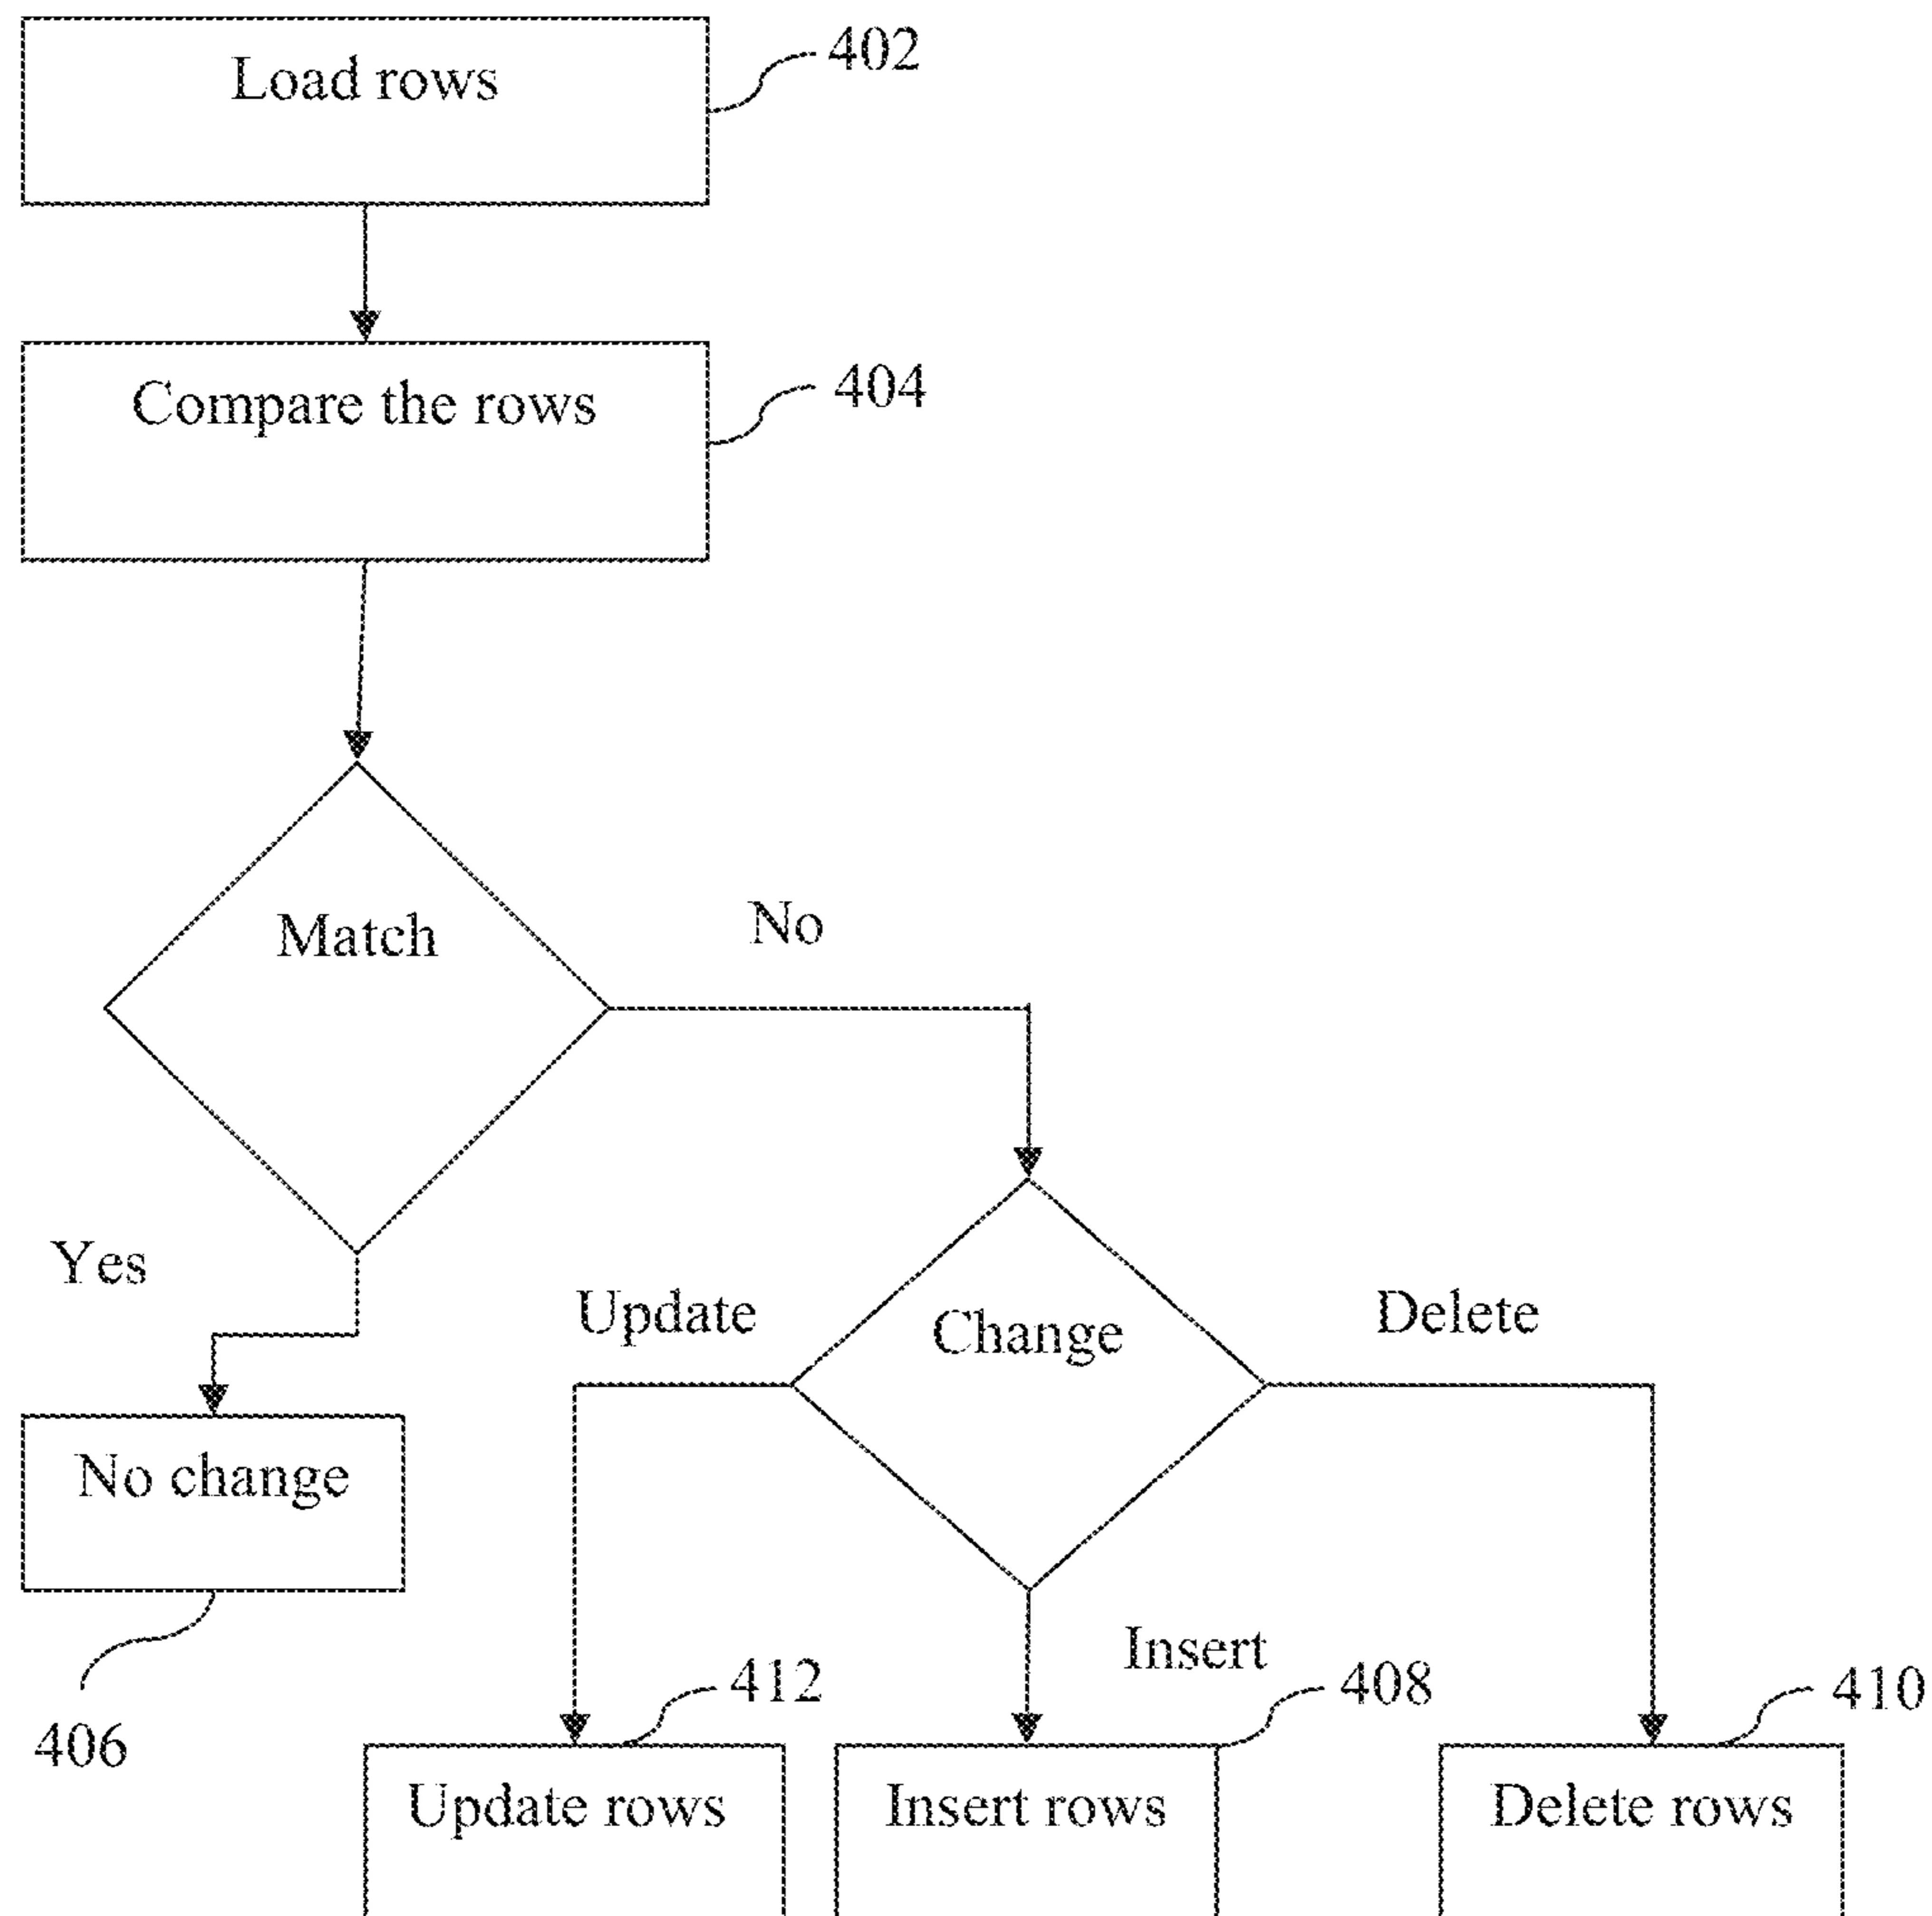 Load rows
402
Compare the rows
404
Match
No
Yes
Update
Change
Delete
No change
Insert
406
412
408
410
Update rows
Insert rows
Delete rows